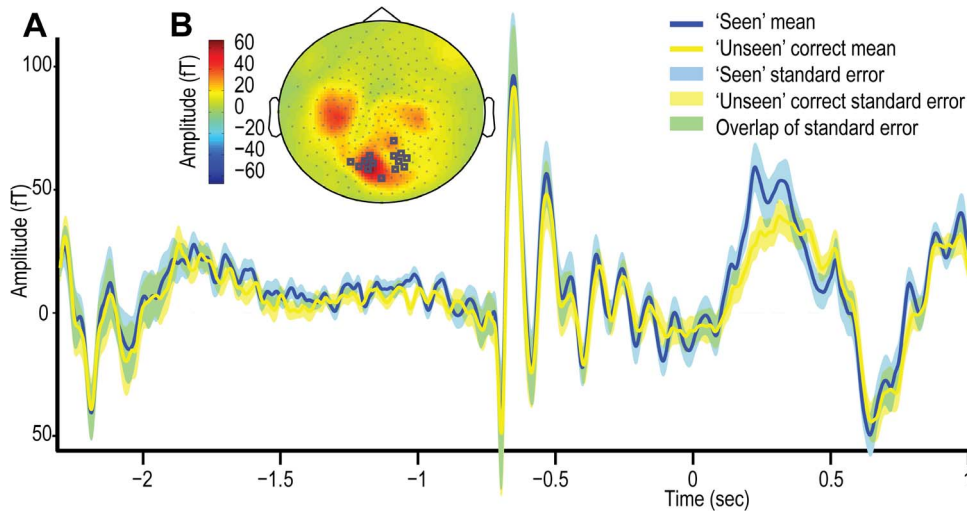 A
B
Amplitude (fT)
60
40
20
0
−20
−40
−60
'Seen' mean
'Unseen' correct mean
'Seen' standard error
'Unseen' correct standard error
Overlap of standard error
Amplitude (fT)
100
50
0
50
−2
−1.5
−1
−0.5
0
0.5
1
Time (sec)